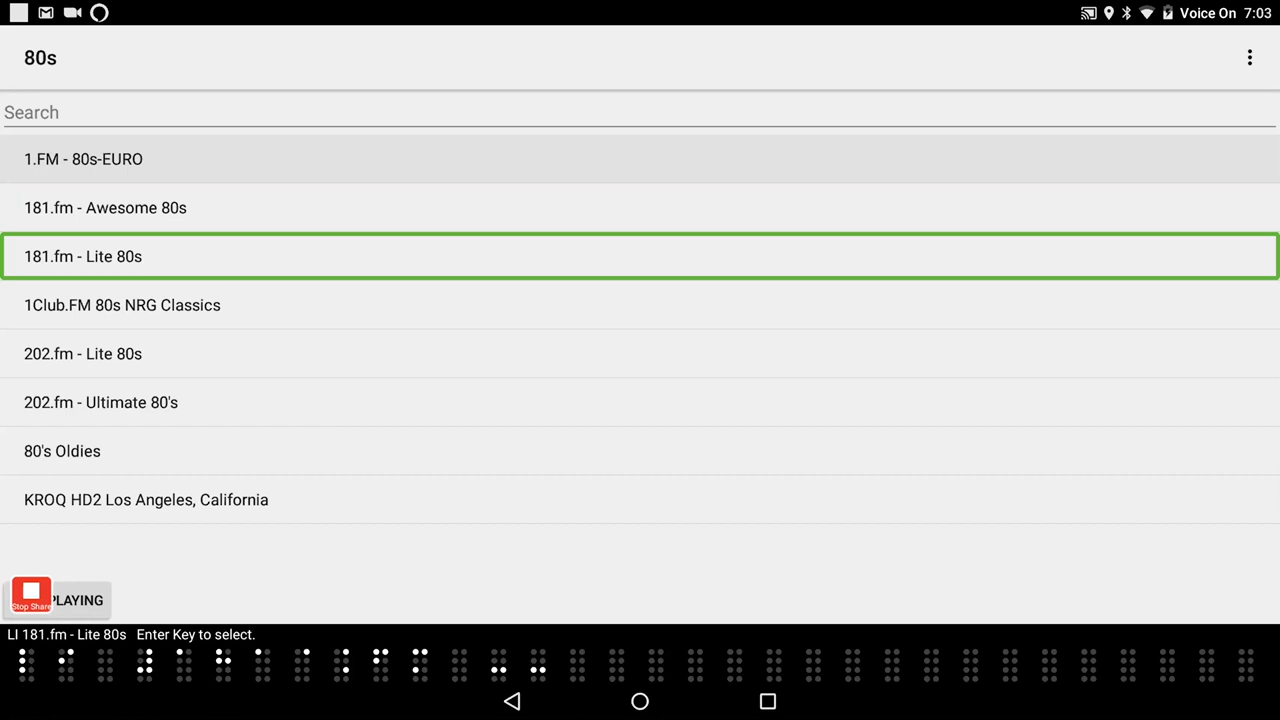 Voice On 7:03
80s
Search
1.FM - 80s-EURO
181.fm - Awesome 80s
181.fm - Lite 80s
1Club.FM 80s NRG Classics
202.fm - Lite 80s
202.fm - Ultimate 80's
80's Oldies
KROQ HD2 Los Angeles, California
Stop Share
PLAYING
LI 181.fm - Lite 80s Enter Key to select.